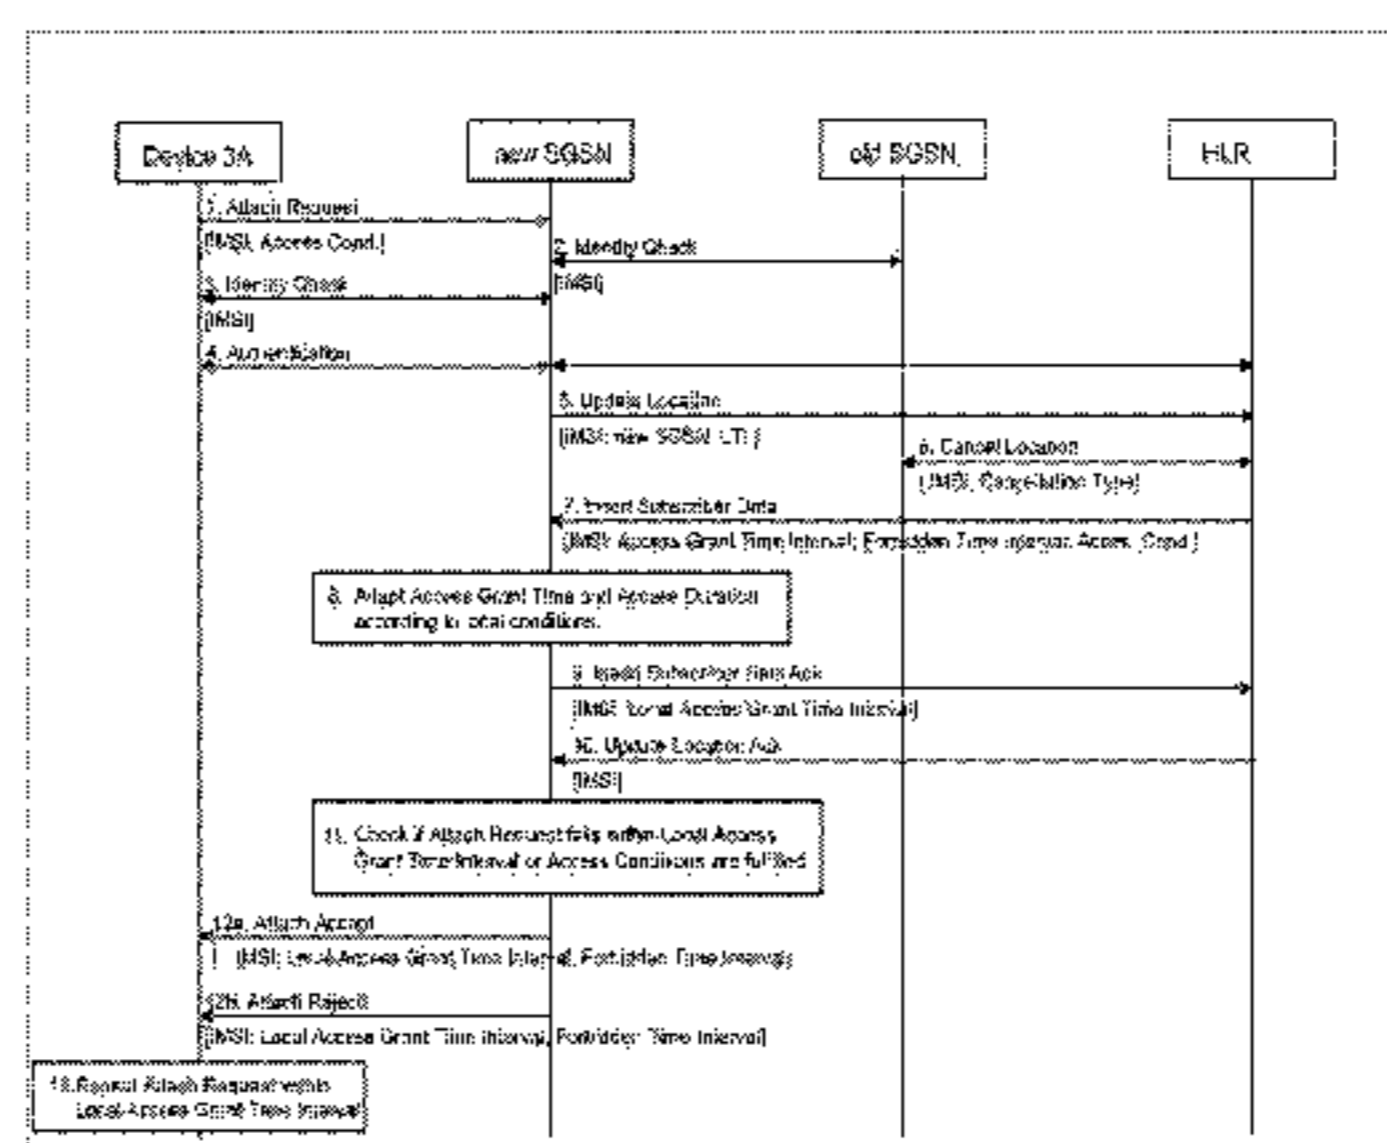 Device 3A
new SGSN
old SGSN
HLR
1. Attach Request
[IMSI, Access Cond.]
2. Identity Check
[IMSI]
3. Identity Check
[IMSI]
4. Authentication
5. Update Location
[IMSI, new SGSN
6. Cancel Location
[IMSI, Cancellation Type]
7. Insert Subscriber Data
[IMSI; Access Grant Time Interval; Forbidden Time Interval; Access Cond.]
8. Adapt Access Grant Time and Access Duration
according to local conditions.
9. Insert Subscriber Data Ack
[IMSI, Local Access Grant Time Interval]
10. Update Location Ack
[IMSI]
11. Check if Attach Request falls within Local Access
Grant Time Interval or Access Conditions are fulfilled
12a. Attach Accept
[IMSI; Local Access Grant Time Interval, Forbidden Time Interval]
12b. Attach Reject
[IMSI; Local Access Grant Time Interval, Forbidden Time Interval]
13. Repeat Attach Request within
Local Access Grant Time Interval